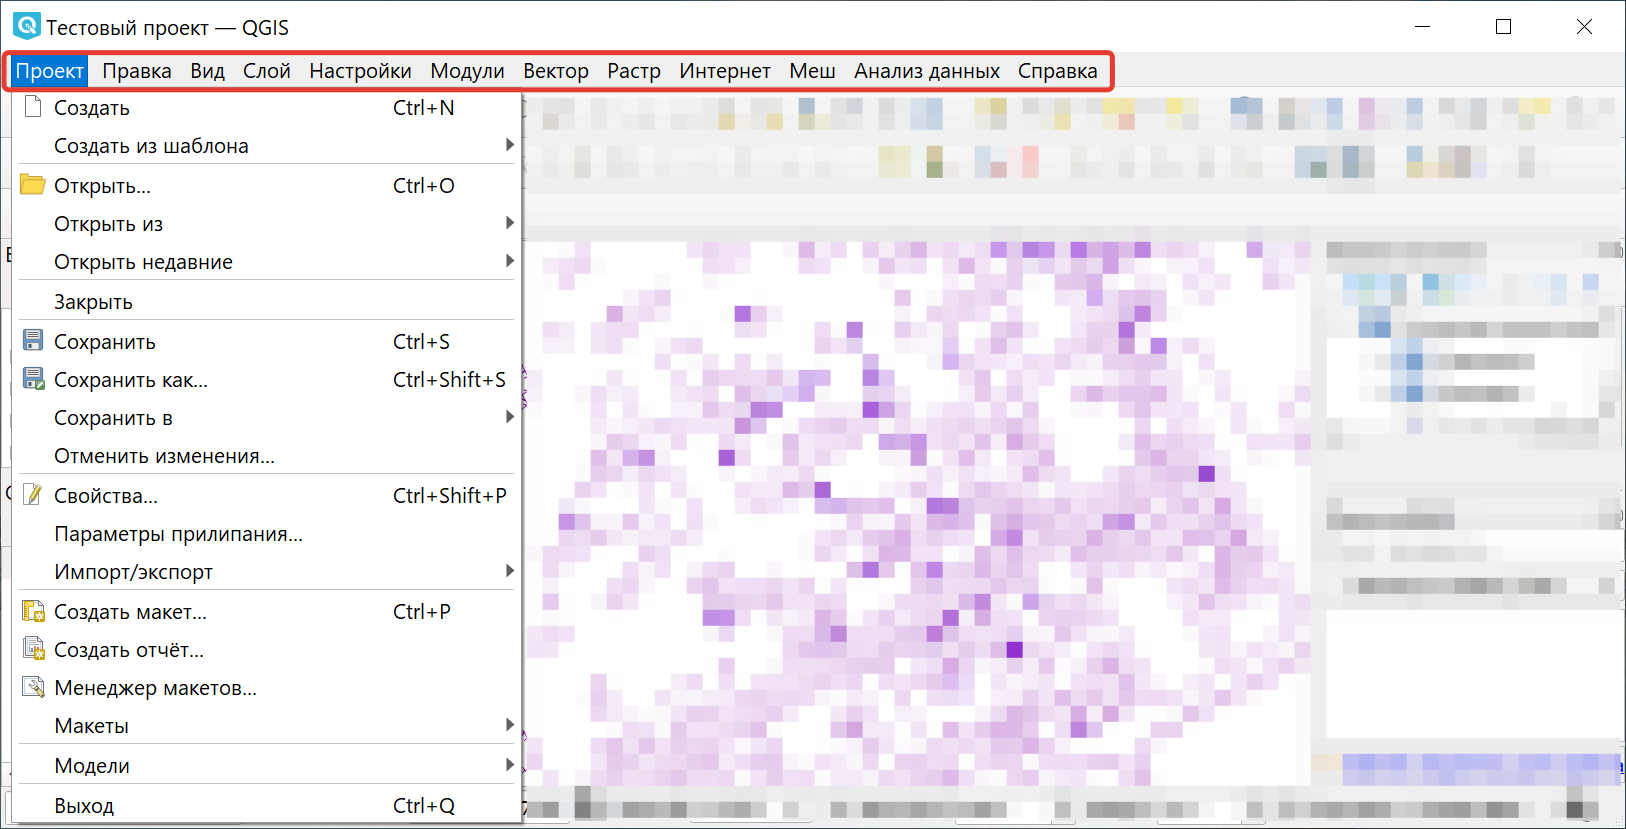 Тестовый проект — QGIS
Проект Правка Вид Слой Настройки Модули Вектор Растр Интернет Меш Анализ данных Справка
Создать Ctrl+N
Создать из шаблона
Открыть... Ctrl+O
Открыть из
Открыть недавние
Закрыть
Сохранить Ctrl+S
Сохранить как... Ctrl+Shift+S
Сохранить в
Отменить изменения...
Свойства... Ctrl+Shift+P
Параметры прилипания...
Импорт/экспорт
Создать макет... Ctrl+P
Создать отчёт...
Менеджер макетов...
Макеты
Модели
Выход Ctrl+Q